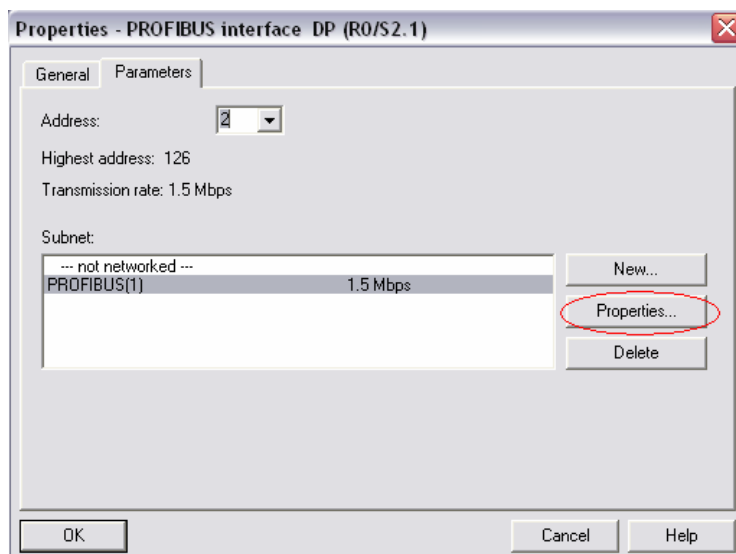 Properties - PROFIBUS interface DP (R0/S2.1)
General Parameters
Address: 2
Highest address: 126
Transmission rate: 1.5 Mbps
Subnet:
--- not networked ---
PROFIBUS(1) 1.5 Mbps
New...
Properties...
Delete
OK Cancel Help